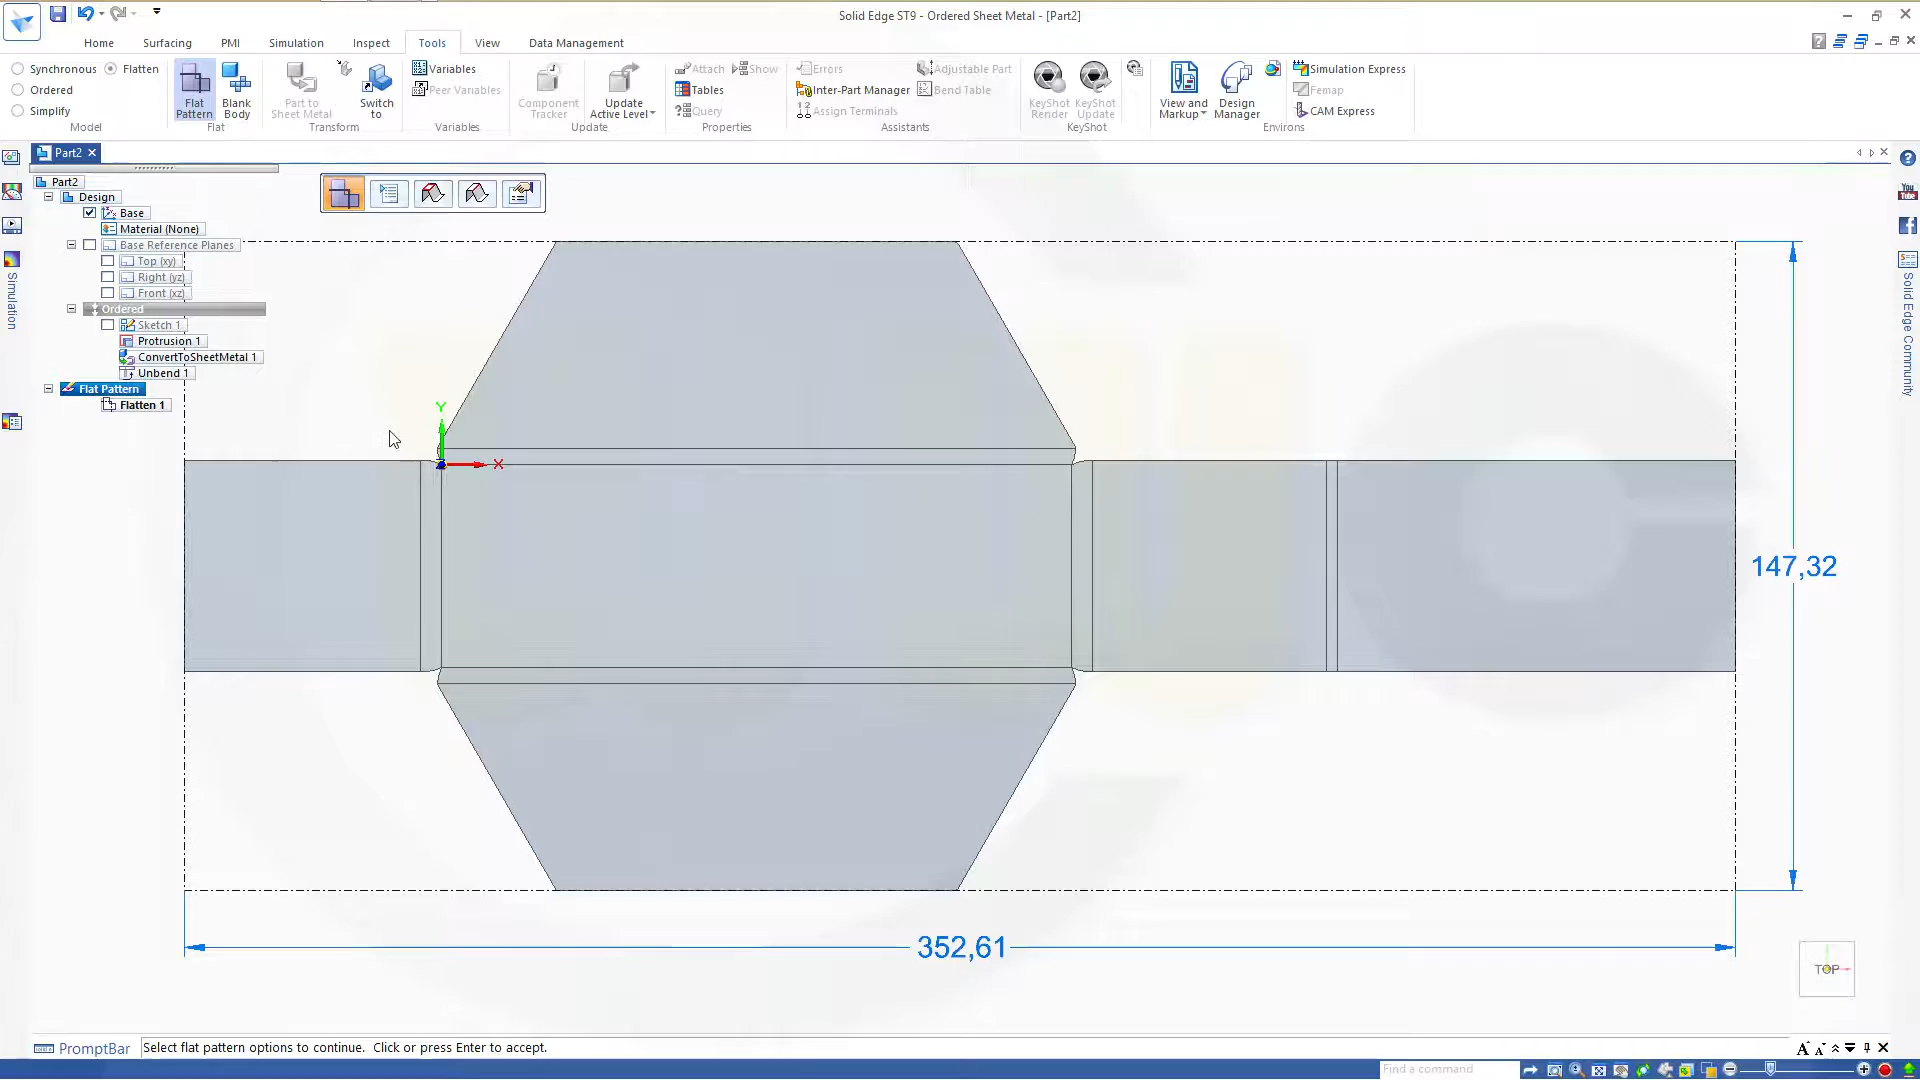 Solid Edge ST9 - Ordered Sheet Metal - [Part2]
Home Surfacing PMI Simulation Inspect Tools View Data Management
Synchronous Flatten
Ordered
Simplify
Model
Flat Pattern
Blank Body
Flat
Part to Sheet Metal
Switch to
Transform
Variables
Peer Variables
Variables
Component Tracker
Update Active Level
Update
Attach Show
Tables
Query
Properties
Errors
Inter-Part Manager
Assign Terminals
Adjustable Part
Bend Table
Assistants
KeyShot Render
KeyShot Update
KeyShot
View and Markup
Design Manager
Simulation Express
Femap
CAM Express
Environs
Part2
Part2
Design
Base
Material (None)
Base Reference Planes
Top (xy)
Right (yz)
Front (xz)
Ordered
Sketch 1
Protrusion 1
ConvertToSheetMetal 1
Unbend 1
Flat Pattern
Flatten 1
Simulation
You Tube
Solid Edge Community
Y
X
147,32
352,61
TOP
PromptBar Select flat pattern options to continue. Click or press Enter to accept.
Find a command